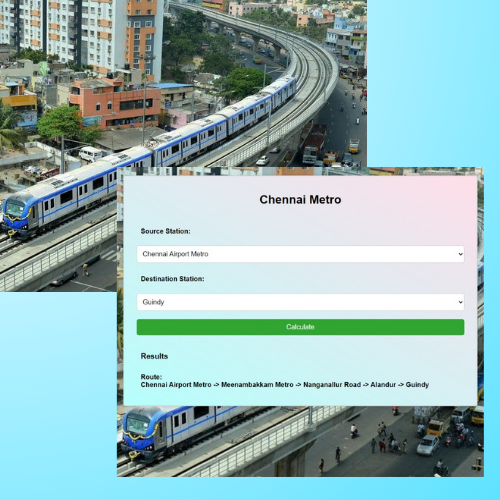 Chennai Metro
Source Station:
Chennai Airport Metro
Destination Station:
Guindy
Calculate
Results
Route:
Chennai Airport Metro -> Meenambakkam Metro -> Nanganallur Road -> Alandur -> Guindy